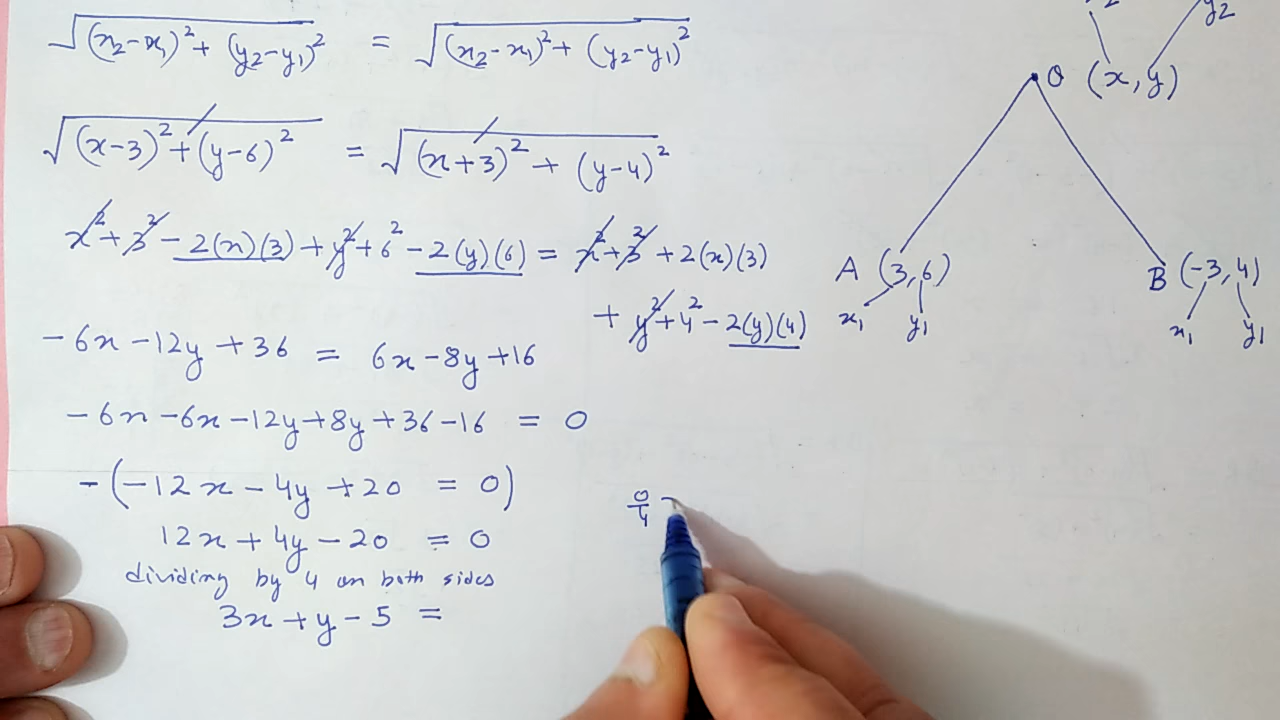 √(x₂-x₁)² + (y₂-y₁)² = √(x₂-x₁)² + (y₂-y₁)²
√(x-3)² + (y-6)² = √(x+3)² + (y-4)²
x² + 3² - 2(x)(3) + y² + 6² - 2(y)(6) = x² + 3² + 2(x)(3)
+ y² + 4² - 2(y)(4)
-6x - 12y + 36 = 6x - 8y + 16
-6x - 6x - 12y + 8y + 36 - 16 = 0
-(-12x - 4y + 20 = 0)
12x + 4y - 20 = 0
dividing by 4 on both sides
3x + y - 5 =
0/4
y₂
O (x, y)
A (3, 6)
x₁ y₁
B (-3, 4)
x₁ y₁